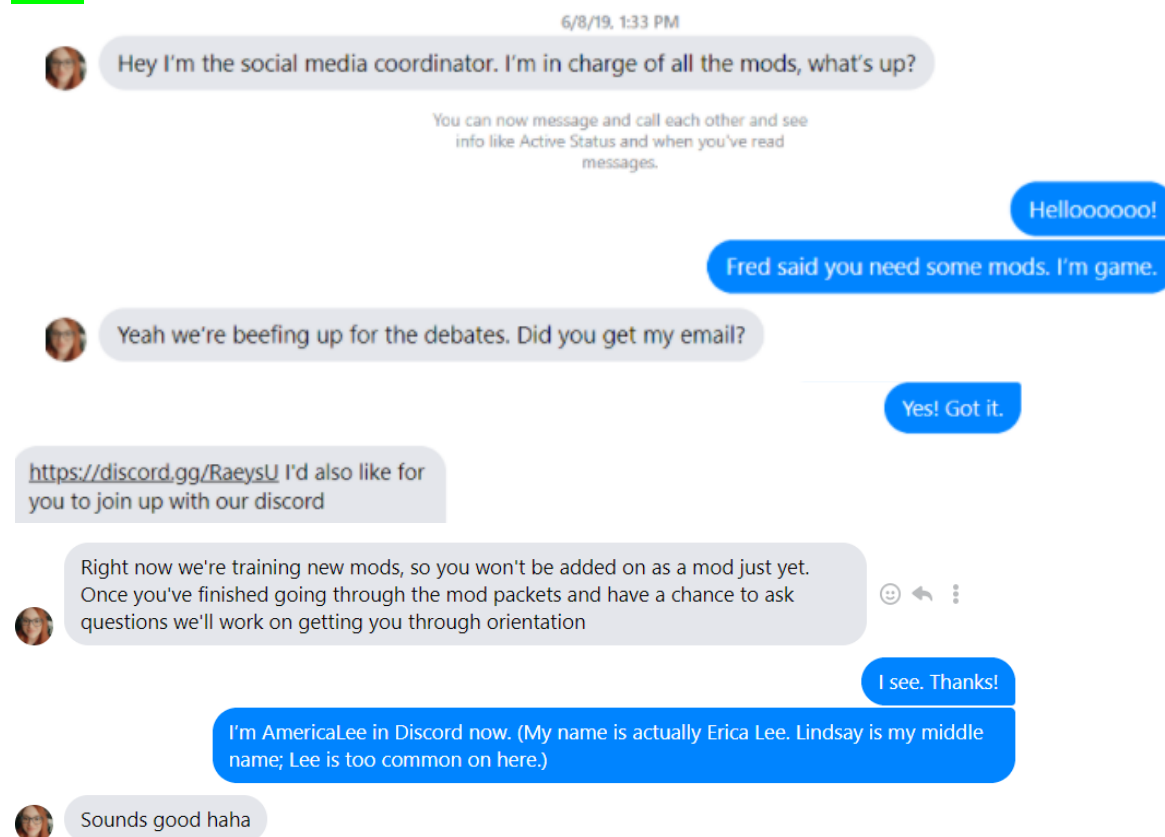 6/8/19, 1:33 PM
Hey I'm the social media coordinator. I'm in charge of all the mods, what's up?
You can now message and call each other and see
info like Active Status and when you've read
messages.
Helloooooo!
Fred said you need some mods. I'm game.
Yeah we're beefing up for the debates. Did you get my email?
Yes! Got it.
https://discord.gg/RaeysU I'd also like for
you to join up with our discord
Right now we're training new mods, so you won't be added on as a mod just yet.
Once you've finished going through the mod packets and have a chance to ask
questions we'll work on getting you through orientation
I see. Thanks!
I'm AmericaLee in Discord now. (My name is actually Erica Lee. Lindsay is my middle
name; Lee is too common on here.)
Sounds good haha